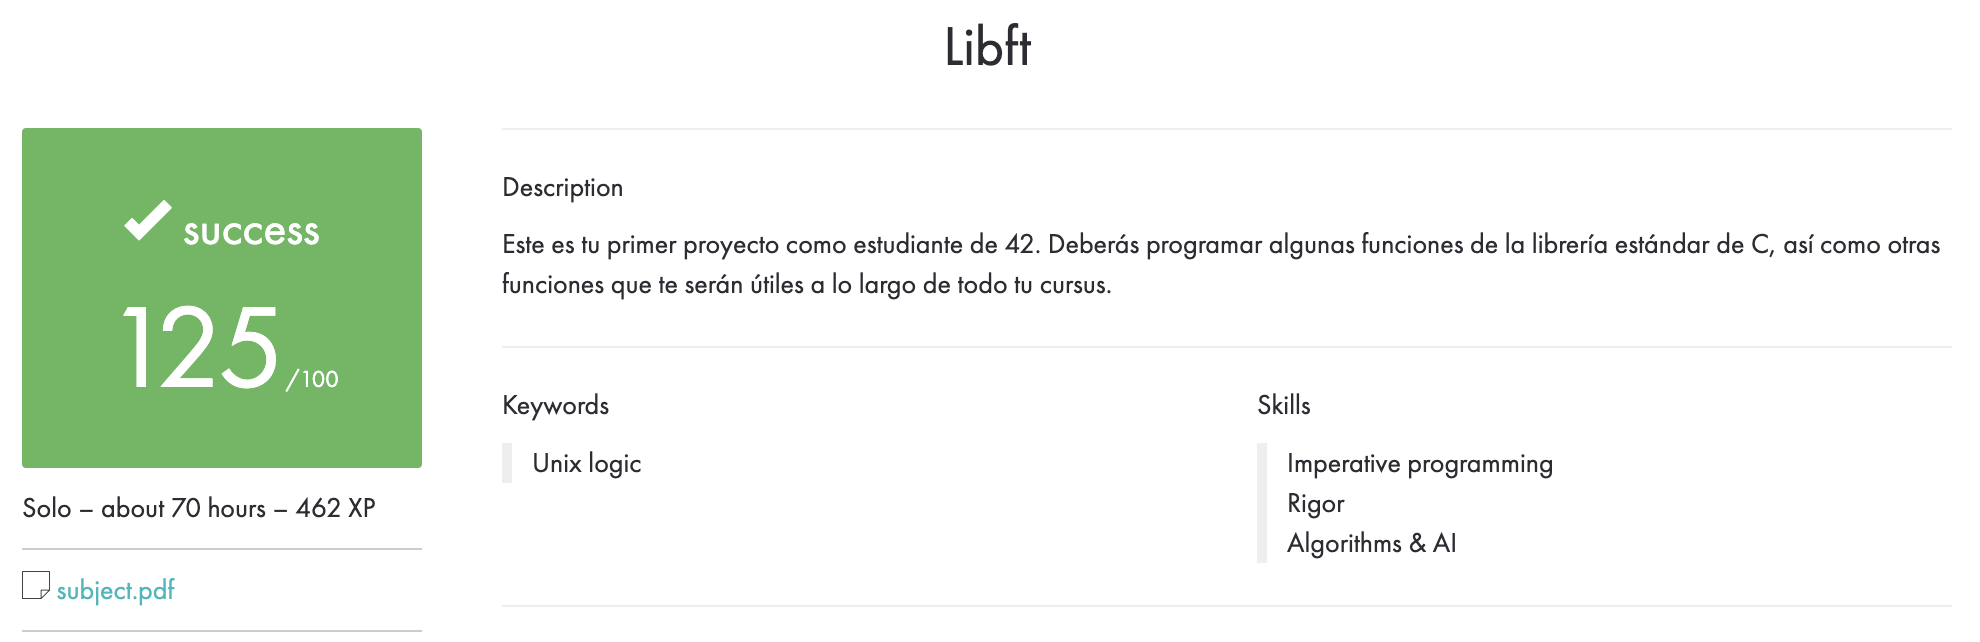 Libft
success
125 /100
Solo – about 70 hours – 462 XP
subject.pdf
Description
Este es tu primer proyecto como estudiante de 42. Deberás programar algunas funciones de la librería estándar de C, así como otras
funciones que te serán útiles a lo largo de todo tu cursus.
Keywords
Unix logic
Skills
Imperative programming
Rigor
Algorithms & AI